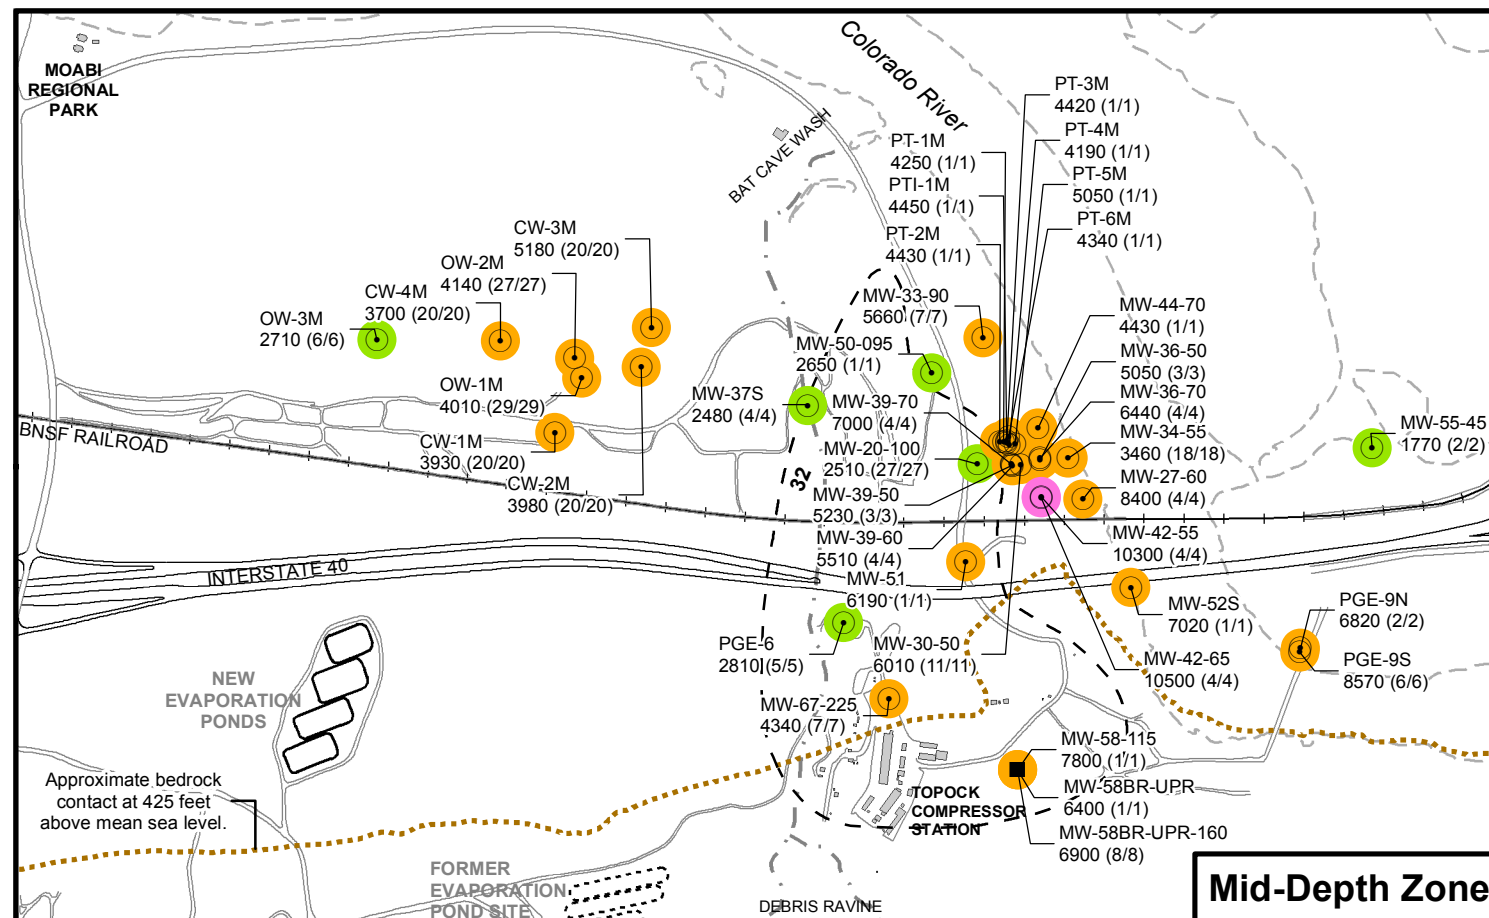 MOABI
REGIONAL
PARK
Colorado River
BAT CAVE WASH
PT-3M
4420 (1/1)
PT-4M
4190 (1/1)
PT-1M
4250 (1/1)
PT-5M
5050 (1/1)
PTI-1M
4450 (1/1)
PT-6M
4340 (1/1)
PT-2M
4430 (1/1)
CW-3M
5180 (20/20)
OW-2M
4140 (27/27)
CW-4M
3700 (20/20)
OW-3M
2710 (6/6)
MW-33-90
5660 (7/7)
MW-44-70
4430 (1/1)
MW-50-095
2650 (1/1)
MW-36-50
5050 (3/3)
MW-37S
2480 (4/4)
MW-39-70
7000 (4/4)
MW-36-70
6440 (4/4)
OW-1M
4010 (29/29)
MW-34-55
3460 (18/18)
MW-55-45
1770 (2/2)
BNSF RAILROAD
CW-1M
3930 (20/20)
MW-20-100
2510 (27/27)
MW-27-60
8400 (4/4)
32
CW-2M
3980 (20/20)
MW-39-50
5230 (3/3)
MW-42-55
10300 (4/4)
MW-39-60
5510 (4/4)
INTERSTATE 40
MW-51
6190 (1/1)
MW-52S
7020 (1/1)
PGE-9N
6820 (2/2)
PGE-6
2810 (5/5)
MW-30-50
6010 (11/11)
MW-42-65
10500 (4/4)
PGE-9S
8570 (6/6)
NEW
EVAPORATION
PONDS
MW-67-225
4340 (7/7)
MW-58-115
7800 (1/1)
Approximate bedrock
contact at 425 feet
above mean sea level.
MW-58BR-UPR
6400 (1/1)
TOPOCK
COMPRESSOR
STATION
MW-58BR-UPR-160
6900 (8/8)
FORMER
EVAPORATION
POND SITE
DEBRIS RAVINE
Mid-Depth Zone